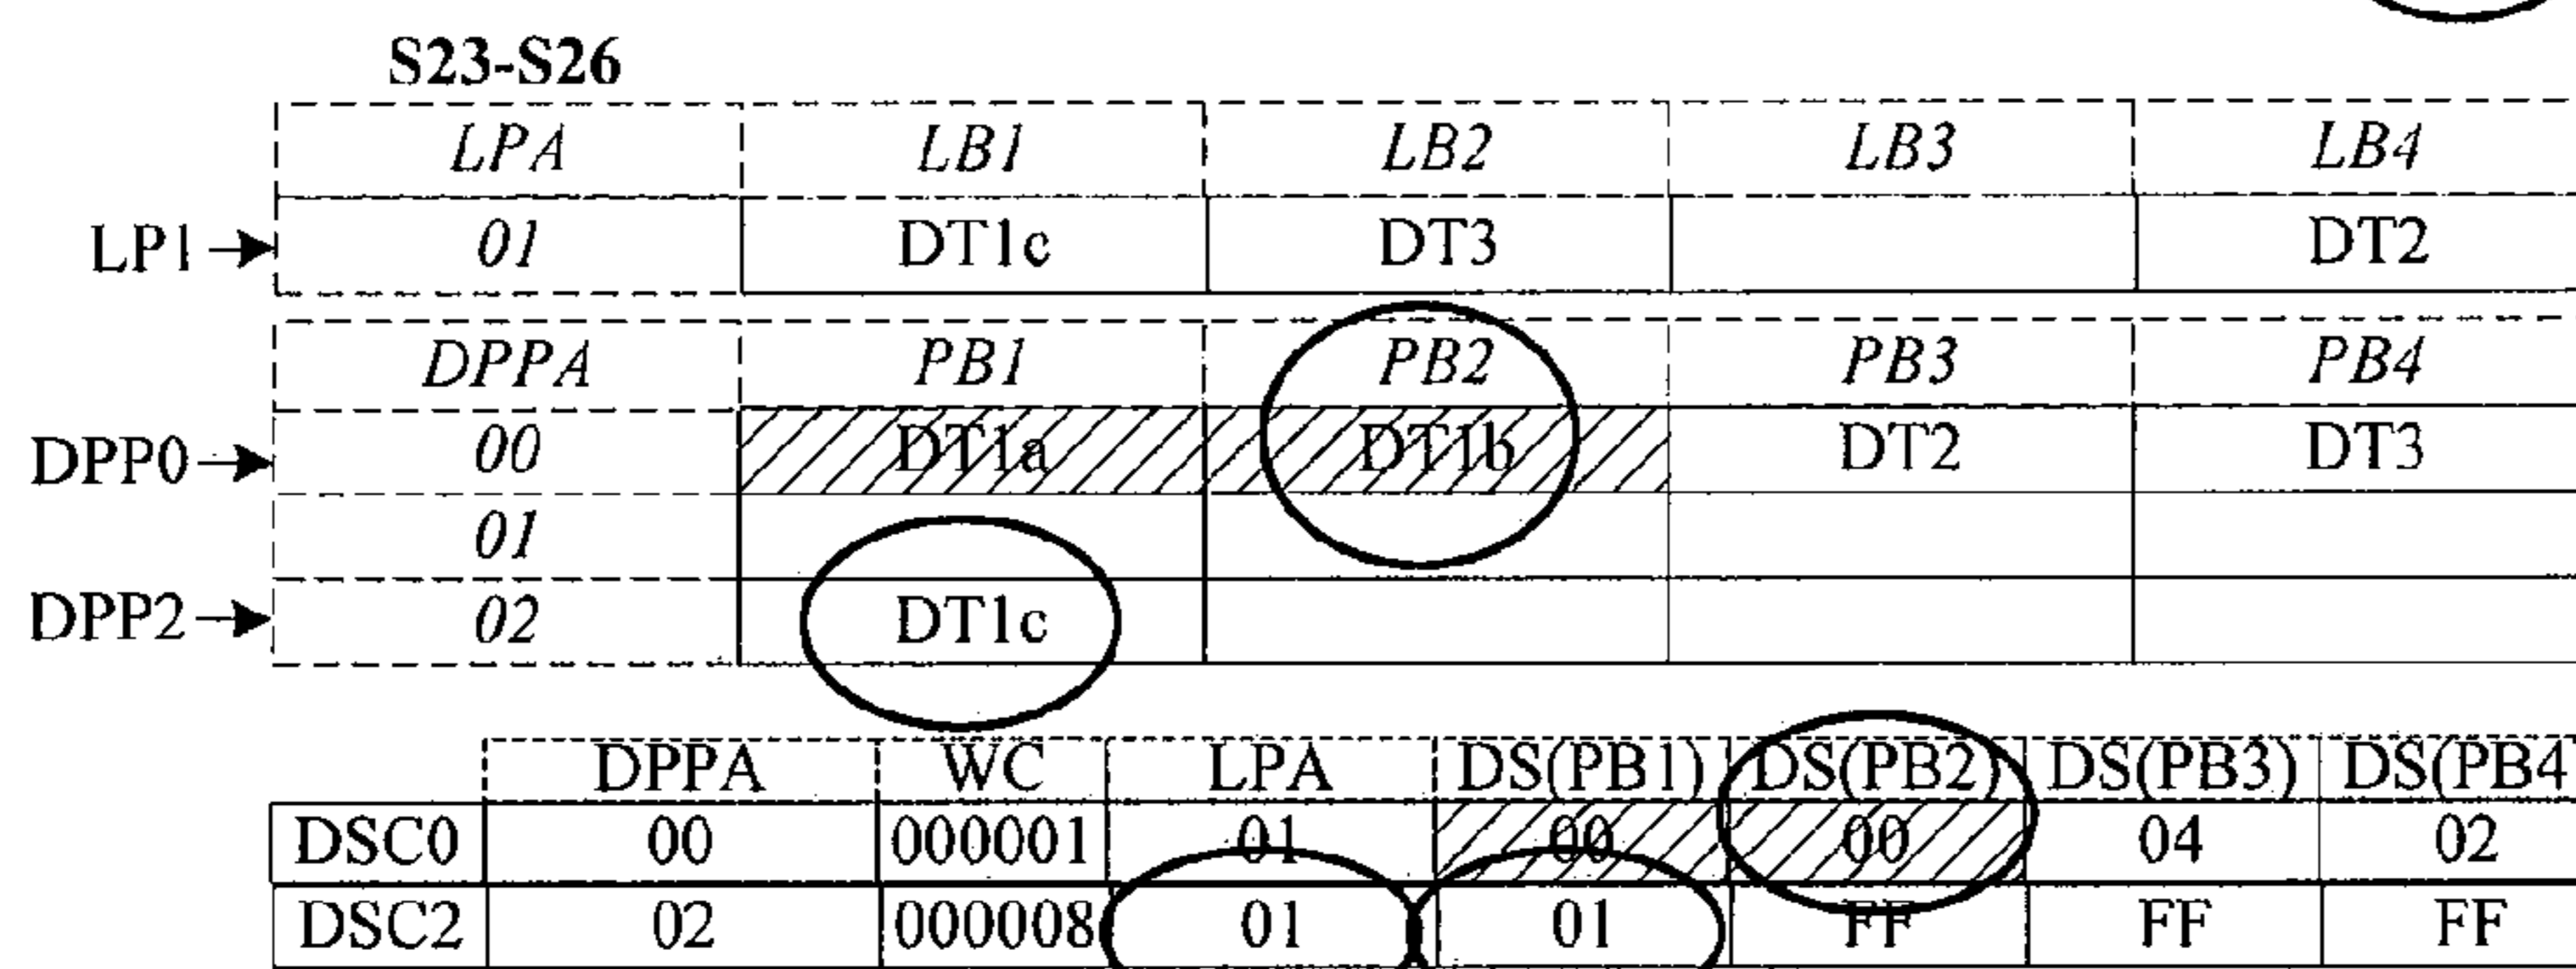 S23-S26
LPA LB1 LB2 LB3 LB4
LP1 01 DT1c DT3 DT2
DPPA PB1 PB2 PB3 PB4
DPP0 00 DT1a DT1b DT2 DT3
01
DPP2 02 DT1c
DPPA WC LPA DS(PB1) DS(PB2) DS(PB3) DS(PB4
DSC0 00 000001 01 00 00 04 02
DSC2 02 000008 01 01 FF FF FF